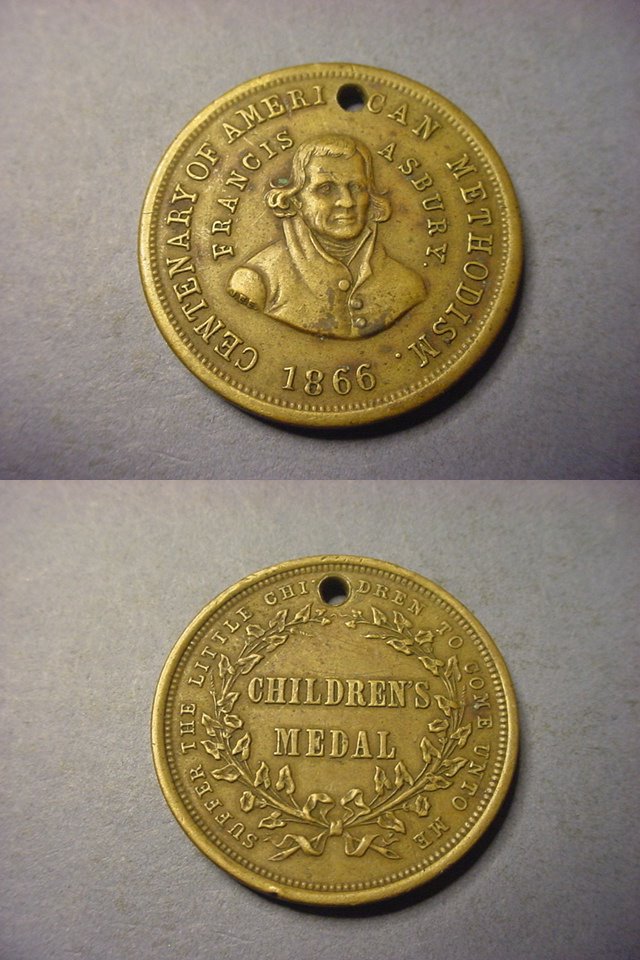 CENTENARY OF AMERICAN METHODISM.
FRANCIS ASBURY.
1866
SUFFER THE LITTLE CHILDREN TO COME UNTO ME
CHILDREN'S
MEDAL